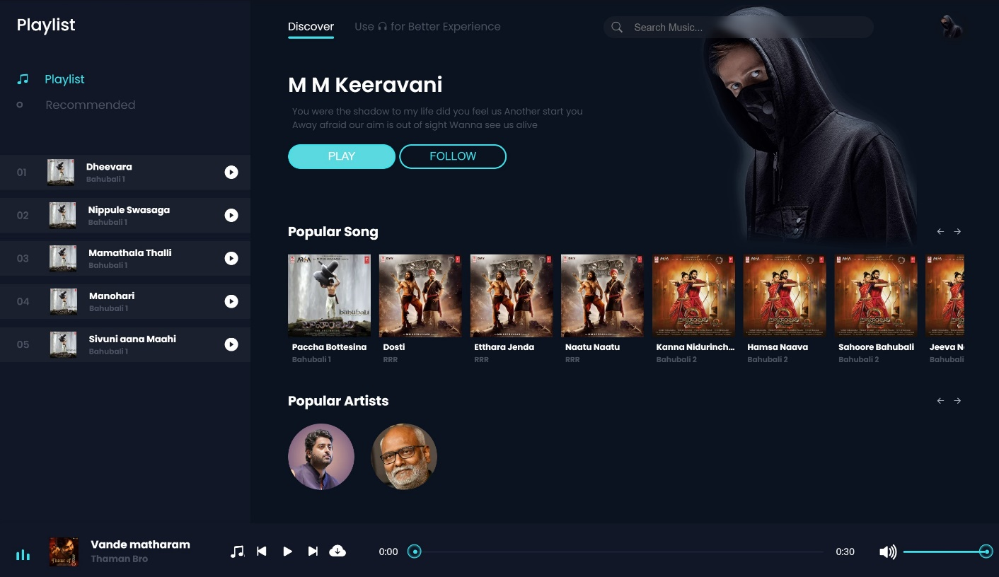 Playlist
Playlist
Recommended
01
Dheevara
Bahubali 1
02
Nippule Swasaga
Bahubali 1
03
Mamathala Thalli
Bahubali 1
04
Manohari
Bahubali 1
05
Sivuni aana Maahi
Bahubali 1
Discover
Use for Better Experience
Search Music...
M M Keeravani
You were the shadow to my life did you feel us Another start you
Away afraid our aim is out of sight Wanna see us alive
PLAY
FOLLOW
Popular Song
Paccha Bottesina
Bahubali 1
Dosti
RRR
Etthara Jenda
RRR
Naatu Naatu
RRR
Kanna Nidurinch...
Bahubali 2
Hamsa Naava
Bahubali 2
Sahoore Bahubali
Bahubali 2
Jeeva
Bahubali
Popular Artists
Vande matharam
Thaman Bro
0:00
0:30